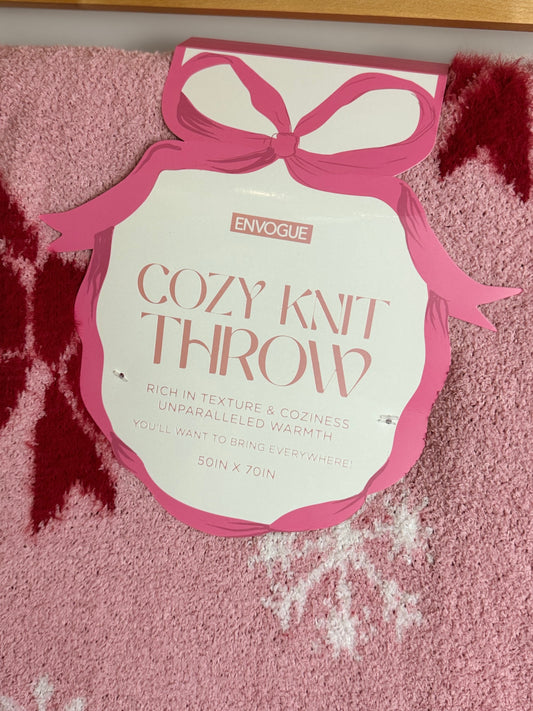 ENVOGUE
COZY KNIT
THROW
RICH IN TEXTURE & COZINESS
UNPARALLELED WARMTH
YOU'LL WANT TO BRING EVERYWHERE!
50IN X 70IN